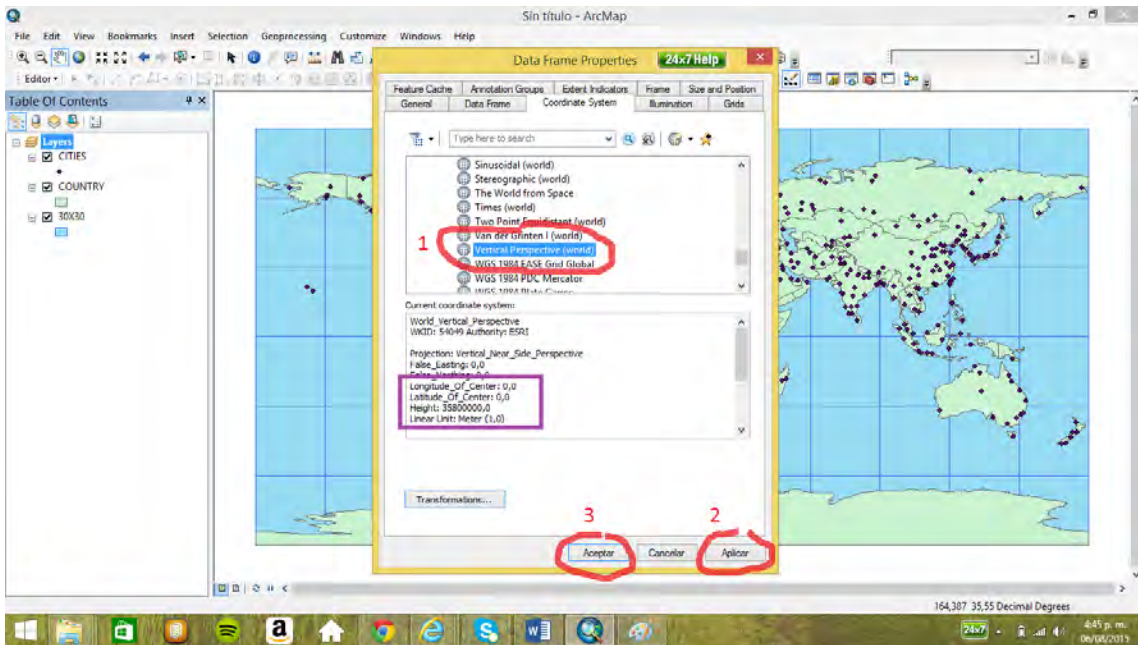 Sin título - ArcMap
File Edit View Bookmarks Insert Selection Geoprocessing Customize Windows Help
Editor
Table Of Contents
Layers
CITIES
COUNTRY
30X30
Data Frame Properties
24x7 Help
Feature Cache Annotation Groups Extent Indicators Frame Size and Position
General Data Frame Coordinate System Illumination Grids
Type here to search
Sinusoidal (world)
Stereographic (world)
The World from Space
Times (world)
Two Point Equidistant (world)
Van der Grinten I (world)
1
Vertical Perspective (world)
WGS 1984 EASE Grid Global
WGS 1984 PDC Mercator
Current coordinate system:
World_Vertical_Perspective
WKID: 54049 Authority: ESRI
Projection: Vertical_Near_Side_Perspective
False_Easting: 0,0
Longitude_Of_Center: 0,0
Latitude_Of_Center: 0,0
Height: 35800000,0
Linear Unit: Meter (1,0)
Transformations...
3 2
Aceptar Cancelar Aplicar
164,387 35,55 Decimal Degrees
24x7
4:45 p. m.
06/08/2015